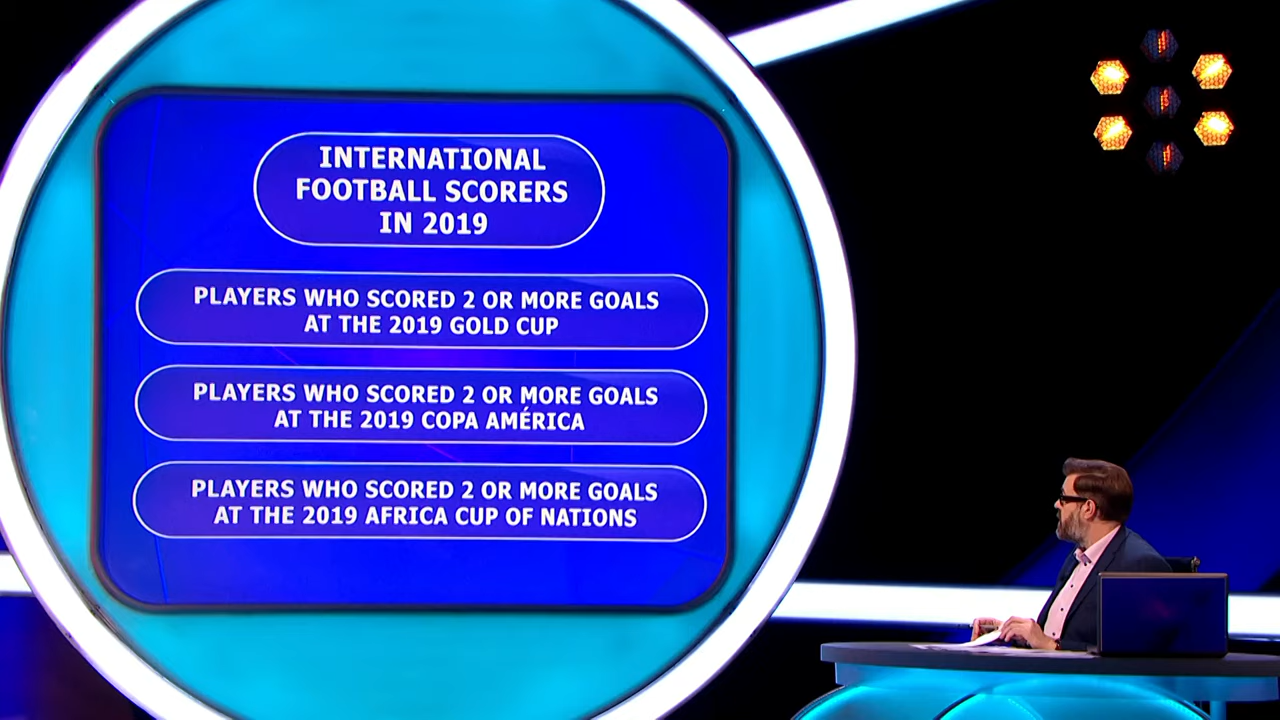 INTERNATIONAL
FOOTBALL SCORERS
IN 2019
PLAYERS WHO SCORED 2 OR MORE GOALS
AT THE 2019 GOLD CUP
PLAYERS WHO SCORED 2 OR MORE GOALS
AT THE 2019 COPA AMÉRICA
PLAYERS WHO SCORED 2 OR MORE GOALS
AT THE 2019 AFRICA CUP OF NATIONS